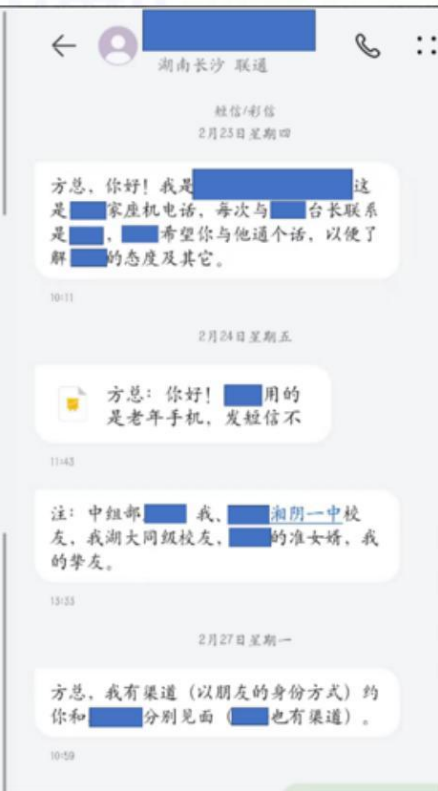 湖南长沙 联通
短信/彩信
2月23日星期四
方总，你好！我是 这
是 家座机电话，每次与 台长联系
是 ， 希望你与他通个话，以便了
解 的态度及其它。
10:11
2月24日星期五
方总：你好！ 用的
是老年手机，发短信不
11:43
注：中组部 我、 湘阴一中校
友，我湖大同级校友， 的准女婿，我
的挚友。
13:33
2月27日星期一
方总，我有渠道（以朋友的身份方式）约
你和 分别见面（ 也有渠道）。
10:59